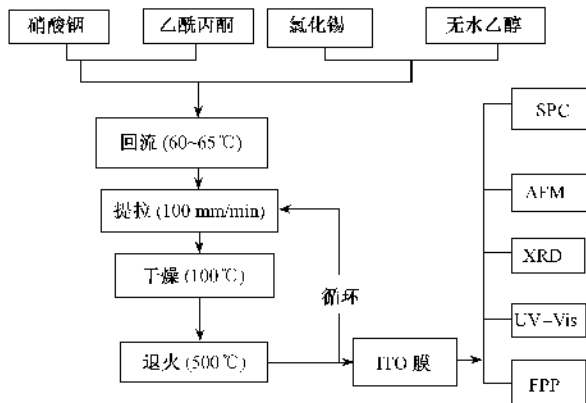 硝酸铟
乙酰丙酮
氯化锡
无水乙醇
回流 (60~65℃)
提拉 (100 mm/min)
干燥 (100℃)
退火 (500℃)
循环
ITO 膜
SPC
AFM
XRD
UV-Vis
FPP